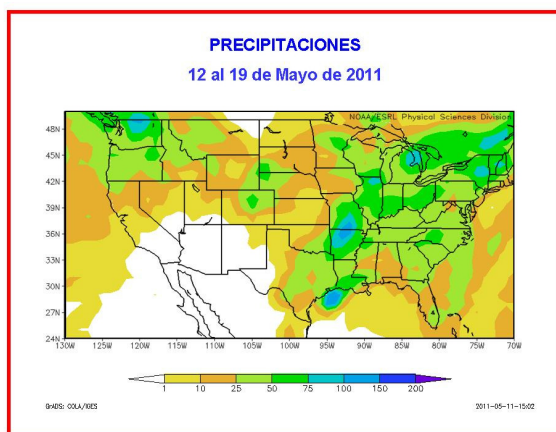 PRECIPITACIONES
12 al 19 de Mayo de 2011
NOAA/ESRL Physical Sciences Division
48N
45N
42N
39N
36N
33N
30N
27N
24N
130W 125W 120W 115W 110W 105W 100W 95W 90W 85W 80W 75W 70W
1 10 25 50 75 100 150 200
GrADS: COLA/IGES 2011-05-11-15:02